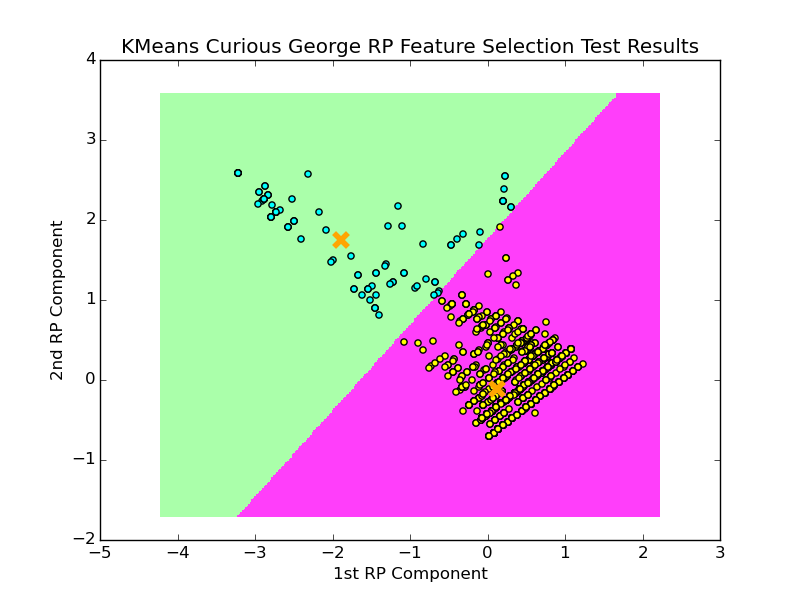 KMeans Curious George RP Feature Selection Test Results
4
3
2
1
0
−1
−2
2nd RP Component
−5 −4 −3 −2 −1 0 1 2 3
1st RP Component